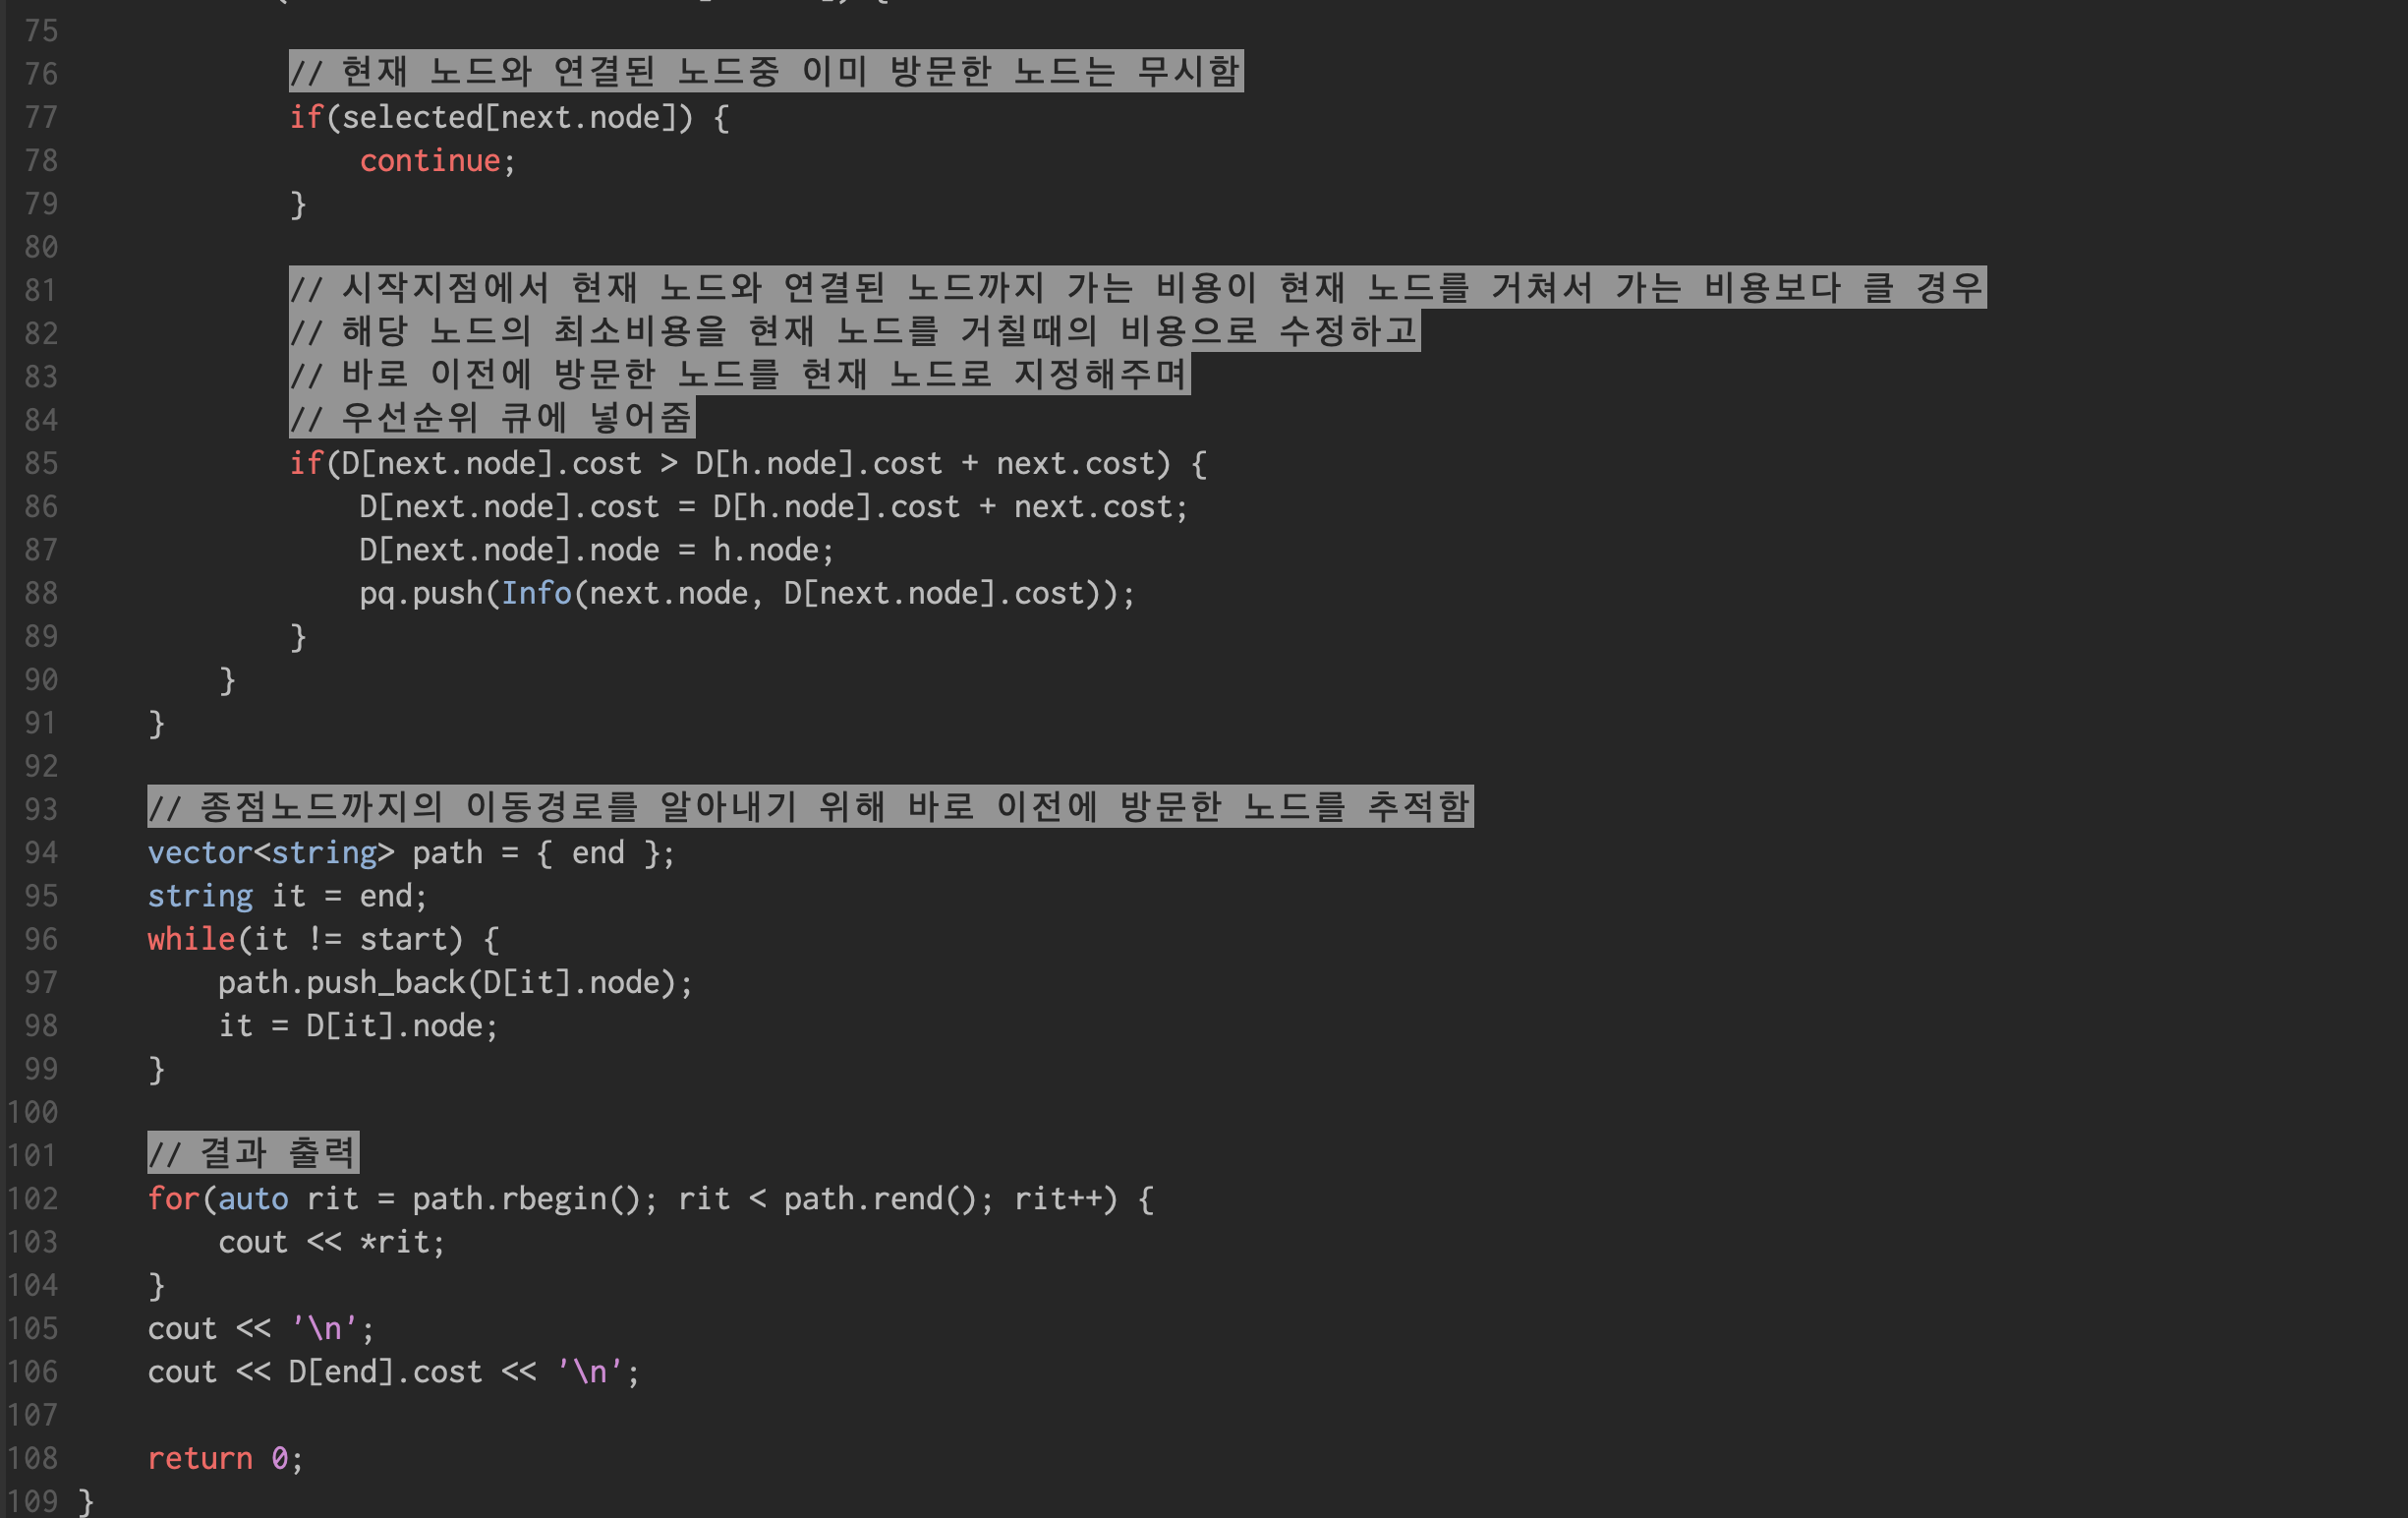 75
76 // 현재 노드와 연결된 노드중 이미 방문한 노드는 무시함
77 if(selected[next.node]) {
78 continue;
79 }
80
81 // 시작지점에서 현재 노드와 연결된 노드까지 가는 비용이 현재 노드를 거쳐서 가는 비용보다 클 경우
82 // 해당 노드의 최소비용을 현재 노드를 거칠때의 비용으로 수정하고
83 // 바로 이전에 방문한 노드를 현재 노드로 지정해주며
84 // 우선순위 큐에 넣어줌
85 if(D[next.node].cost > D[h.node].cost + next.cost) {
86 D[next.node].cost = D[h.node].cost + next.cost;
87 D[next.node].node = h.node;
88 pq.push(Info(next.node, D[next.node].cost));
89 }
90 }
91 }
92
93 // 종점노드까지의 이동경로를 알아내기 위해 바로 이전에 방문한 노드를 추적함
94 vector<string> path = { end };
95 string it = end;
96 while(it != start) {
97 path.push_back(D[it].node);
98 it = D[it].node;
99 }
100
101 // 결과 출력
102 for(auto rit = path.rbegin(); rit < path.rend(); rit++) {
103 cout << *rit;
104 }
105 cout << '\n';
106 cout << D[end].cost << '\n';
107
108 return 0;
109 }